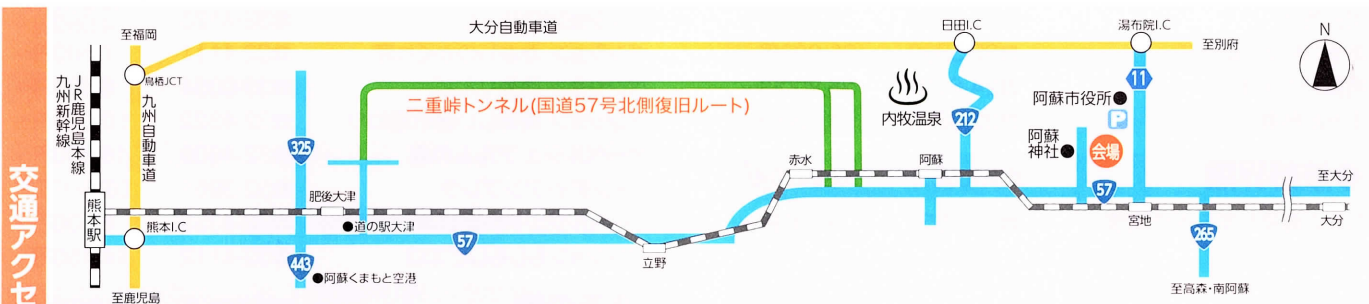 交通アクセ
至福岡
鳥栖JCT
大分自動車道
日田I.C
湯布院I.C
至別府
N
九州新幹線
JR鹿児島本線
九州自動車道
325
二重峠トンネル(国道57号北側復旧ルート)
内牧温泉
212
11
阿蘇市役所
P
阿蘇
神社
会場
熊本駅
熊本I.C
肥後大津
道の駅大津
443
阿蘇くまもと空港
57
立野
赤水
阿蘇
57
宮地
265
至大分
大分
至高森・南阿蘇
至鹿児島